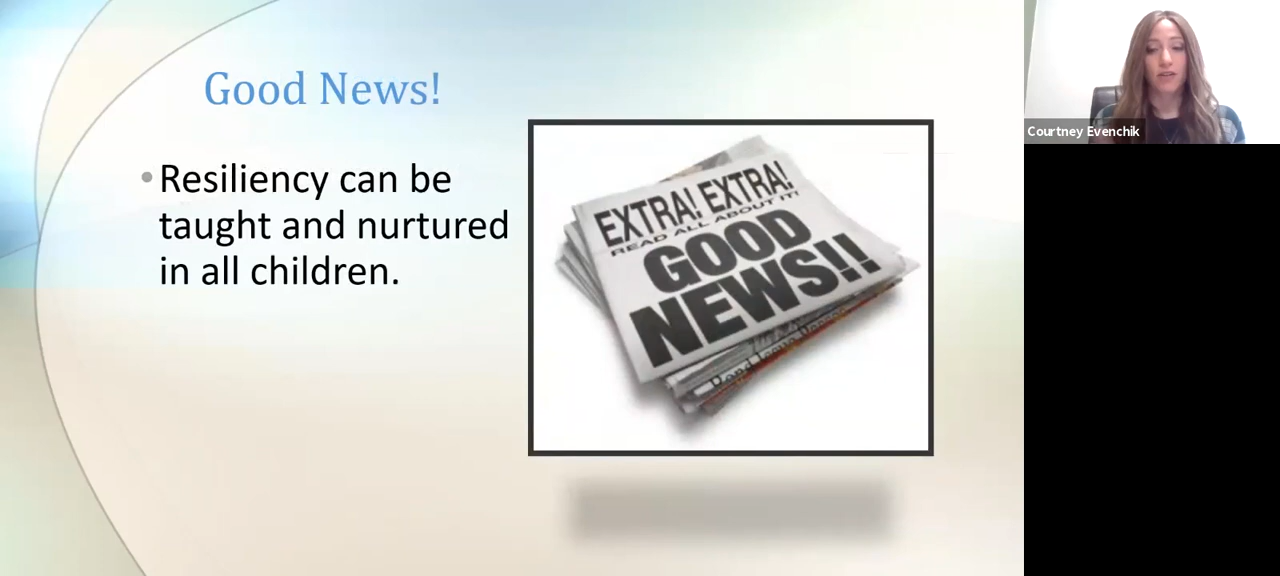 Good News!
• Resiliency can be
taught and nurtured
in all children.
EXTRA! EXTRA!
READ ALL ABOUT IT!
GOOD
NEWS!!
Courtney Evenchik